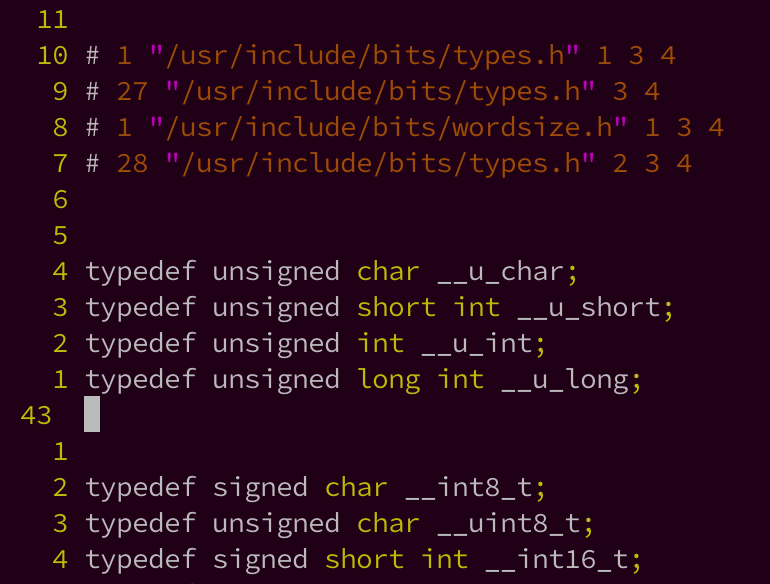 11
10 # 1 "/usr/include/bits/types.h" 1 3 4
9 # 27 "/usr/include/bits/types.h" 3 4
8 # 1 "/usr/include/bits/wordsize.h" 1 3 4
7 # 28 "/usr/include/bits/types.h" 2 3 4
6
5
4 typedef unsigned char __u_char;
3 typedef unsigned short int __u_short;
2 typedef unsigned int __u_int;
1 typedef unsigned long int __u_long;
43
1
2 typedef signed char __int8_t;
3 typedef unsigned char __uint8_t;
4 typedef signed short int __int16_t;